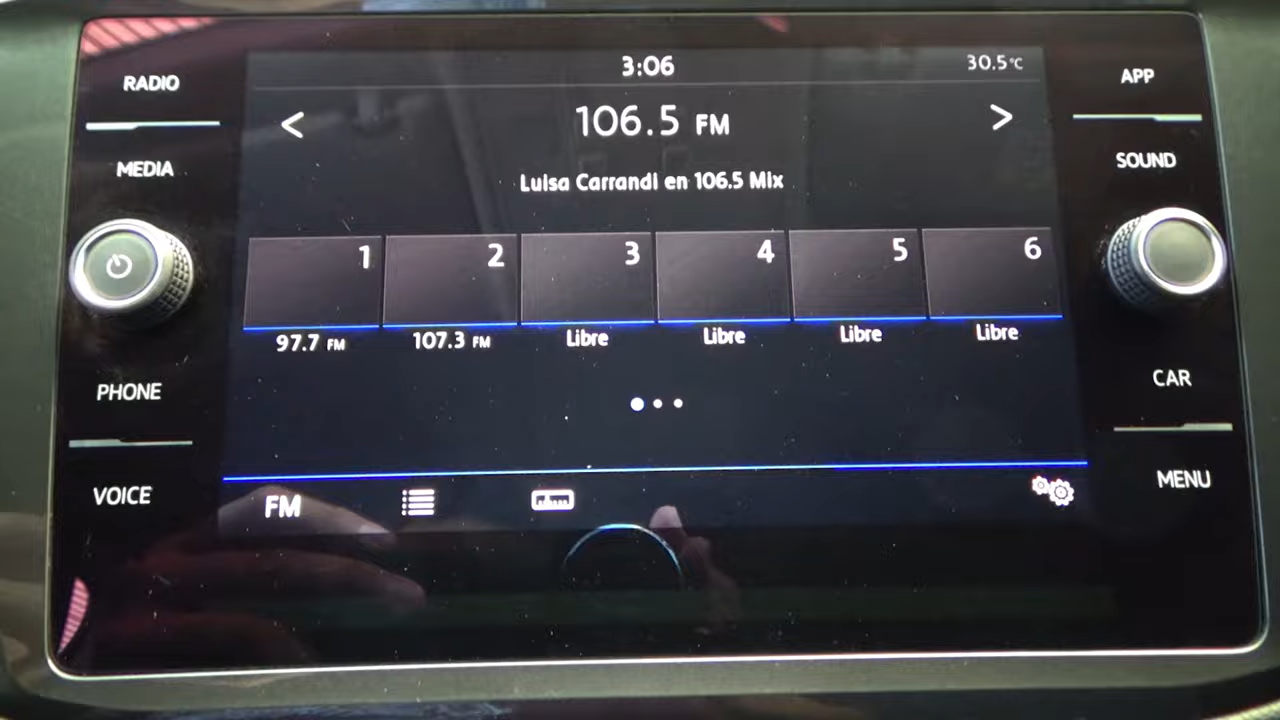 RADIO
MEDIA
PHONE
VOICE
3:06
30.5°C
< 106.5 FM >
Luisa Carrandi en 106.5 Mix
1 2 3 4 5 6
97.7 FM 107.3 FM Libre Libre Libre Libre
FM
APP
SOUND
CAR
MENU